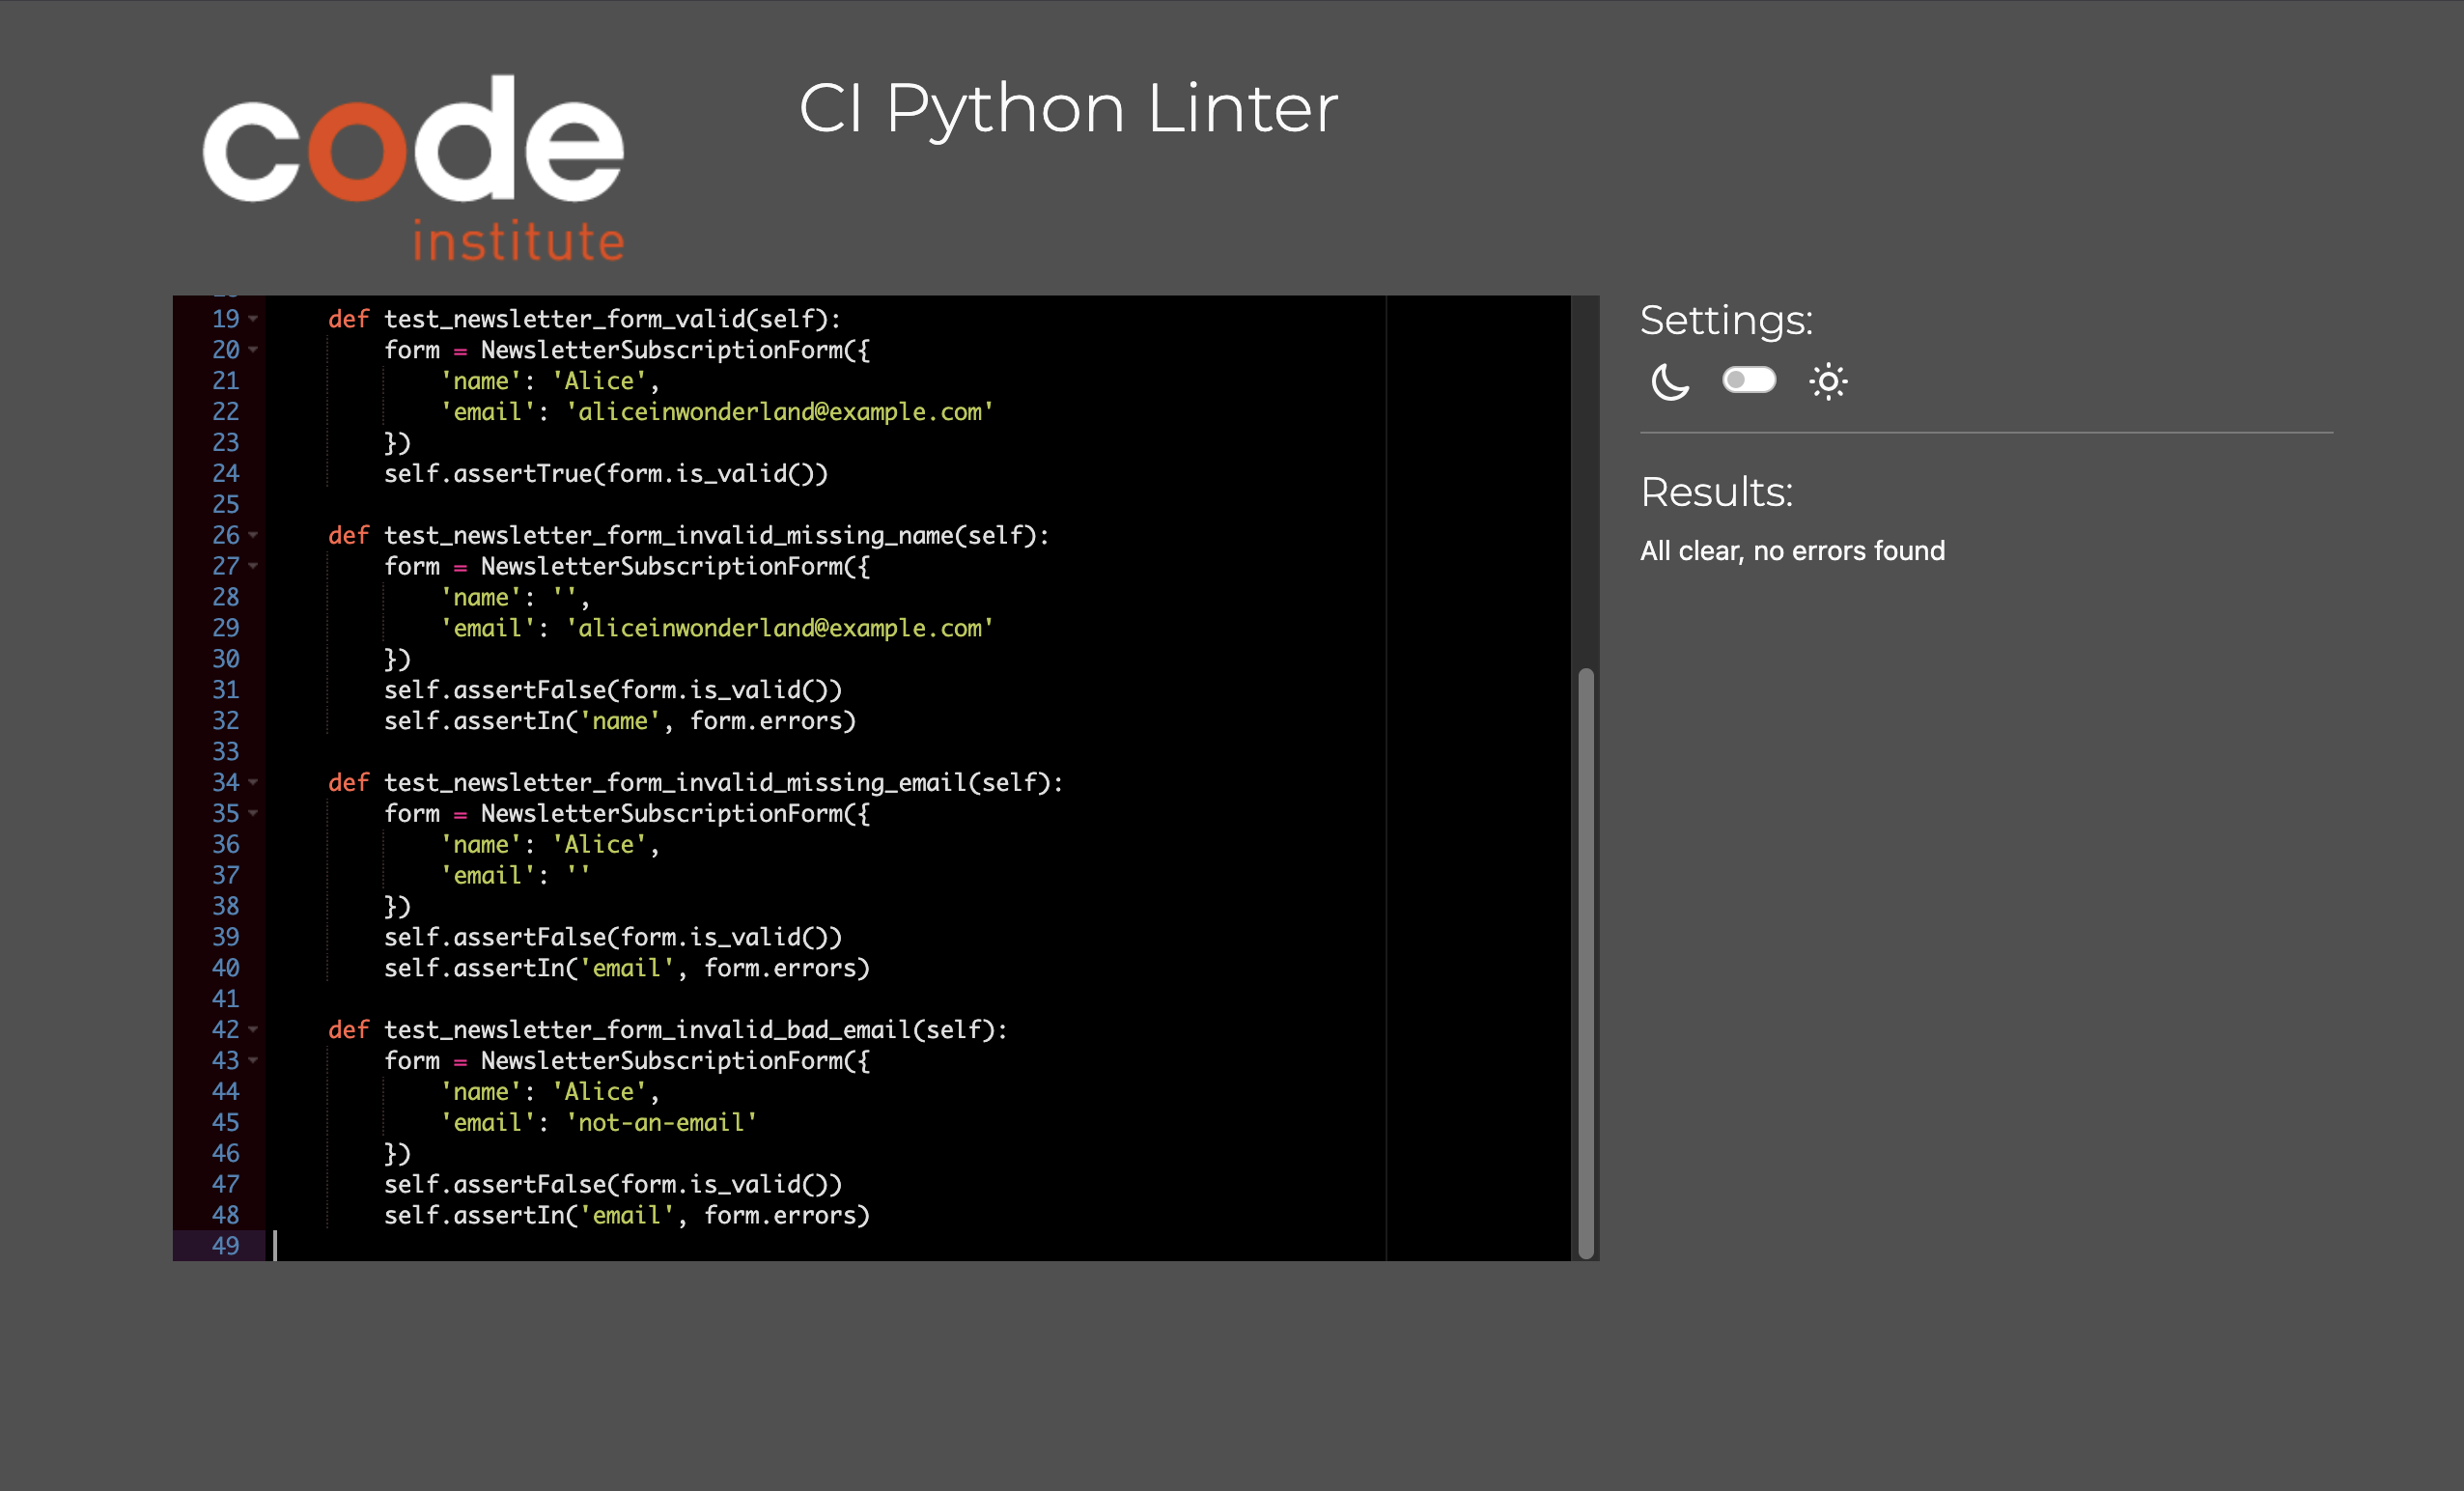 code
institute
CI Python Linter
19 def test_newsletter_form_valid(self):
20 form = NewsletterSubscriptionForm({
21 'name': 'Alice',
22 'email': 'aliceinwonderland@example.com'
23 })
24 self.assertTrue(form.is_valid())
25
26 def test_newsletter_form_invalid_missing_name(self):
27 form = NewsletterSubscriptionForm({
28 'name': '',
29 'email': 'aliceinwonderland@example.com'
30 })
31 self.assertFalse(form.is_valid())
32 self.assertIn('name', form.errors)
33
34 def test_newsletter_form_invalid_missing_email(self):
35 form = NewsletterSubscriptionForm({
36 'name': 'Alice',
37 'email': ''
38 })
39 self.assertFalse(form.is_valid())
40 self.assertIn('email', form.errors)
41
42 def test_newsletter_form_invalid_bad_email(self):
43 form = NewsletterSubscriptionForm({
44 'name': 'Alice',
45 'email': 'not-an-email'
46 })
47 self.assertFalse(form.is_valid())
48 self.assertIn('email', form.errors)
49
Settings:
Results:
All clear, no errors found